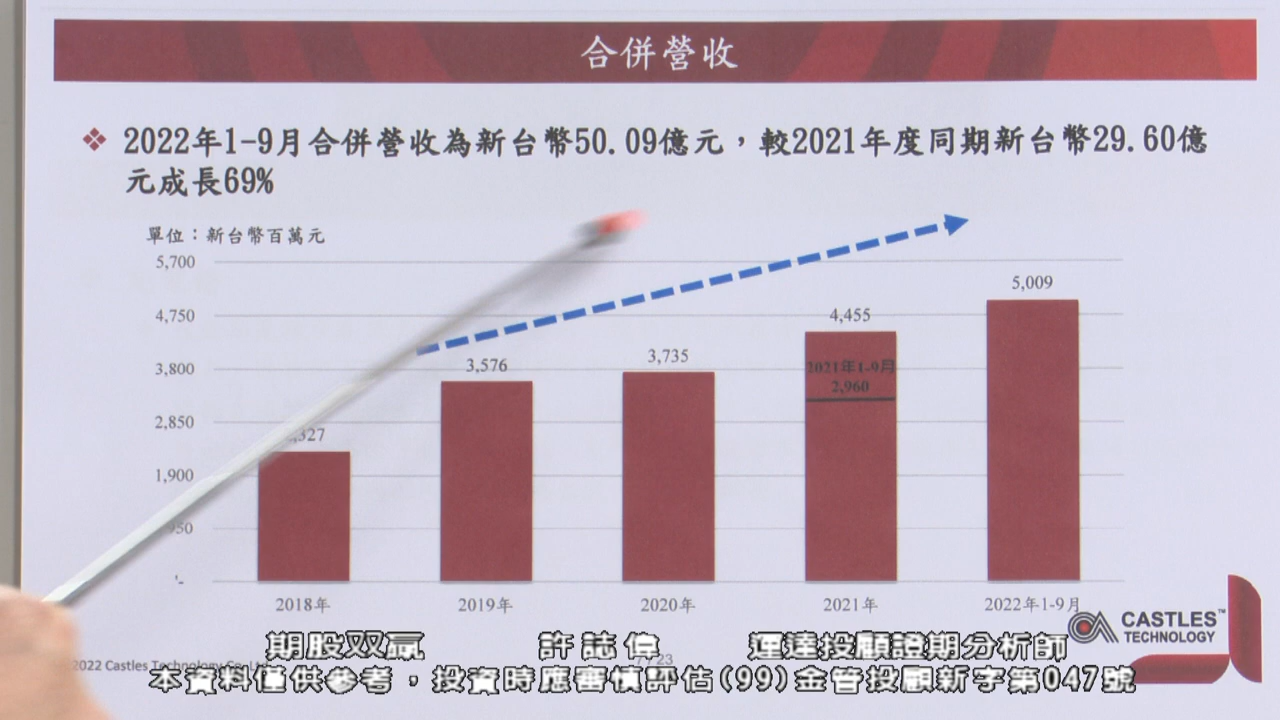 合併營收
❖ 2022年1-9月合併營收為新台幣50.09億元，較2021年度同期新台幣29.60億
元成長69%
單位：新台幣百萬元
5,700
5,009
4,750
4,455
3,800
3,576
3,735
2021年1-9月
2,960
2,850
,327
1,900
950
-
2018年
2019年
2020年
2021年
2022年1-9月
CASTLES™
TECHNOLOGY
期股双贏 許誌偉 運達投顧證期分析師
2022 Castles Technology Co. Ltd
23
本資料僅供參考，投資時應審慎評估(99)金管投顧新字第047號